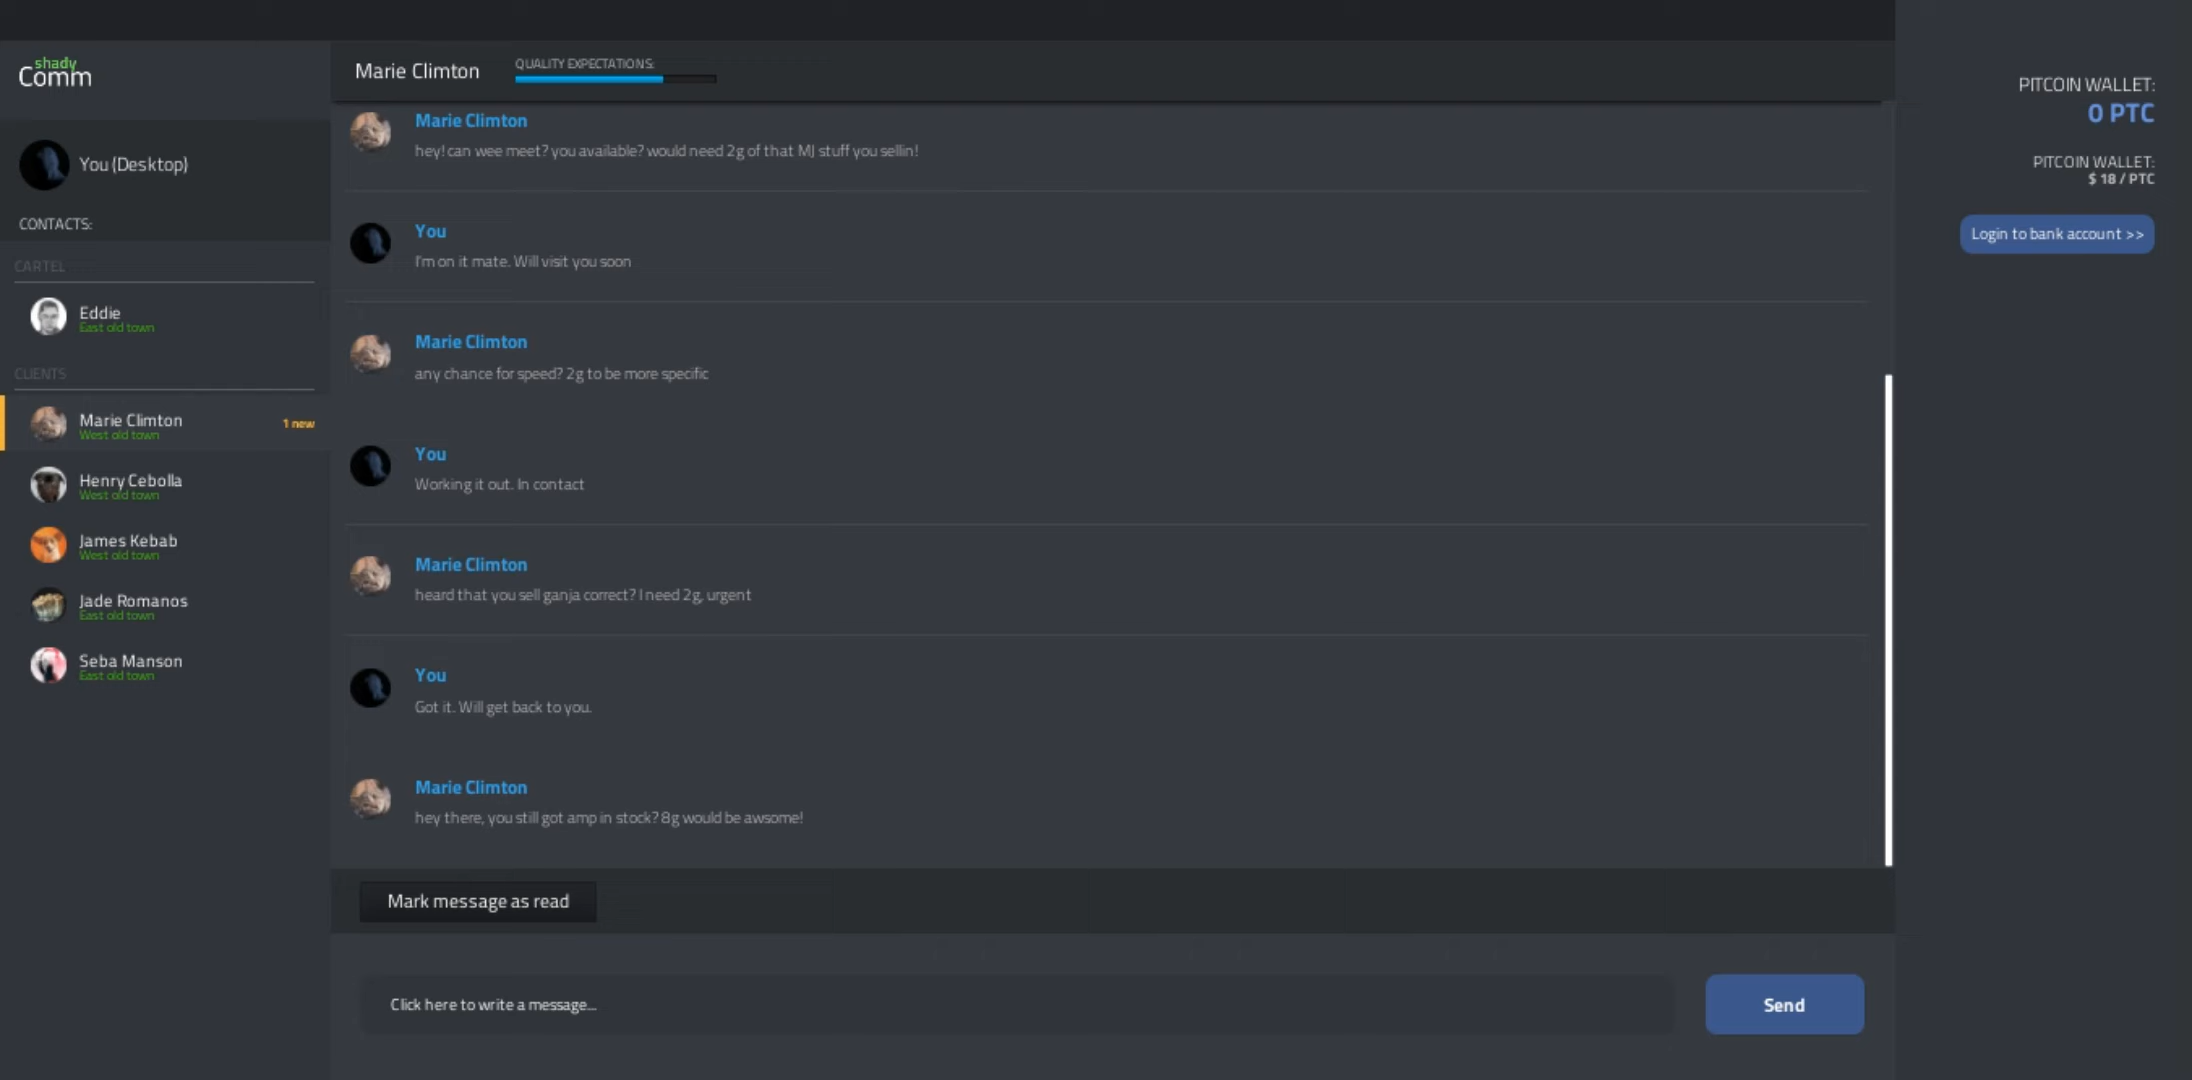 shady
Comm
You (Desktop)
CONTACTS:
CARTEL
Eddie
East old town
CLIENTS
Marie Climton
West old town
1 new
Henry Cebolla
West old town
James Kebab
West old town
Jade Romanos
East old town
Seba Manson
East old town
Marie Climton
QUALITY EXPECTATIONS:
Marie Climton
hey! can wee meet? you available? would need 2g of that MJ stuff you sellin!
You
I'm on it mate. Will visit you soon
Marie Climton
any chance for speed? 2g to be more specific
You
Working it out. In contact
Marie Climton
heard that you sell ganja correct? I need 2g, urgent
You
Got it. Will get back to you.
Marie Climton
hey there, you still got amp in stock? 8g would be awsome!
Mark message as read
Click here to write a message...
Send
PITCOIN WALLET:
0 PTC
PITCOIN WALLET:
$ 18 / PTC
Login to bank account >>